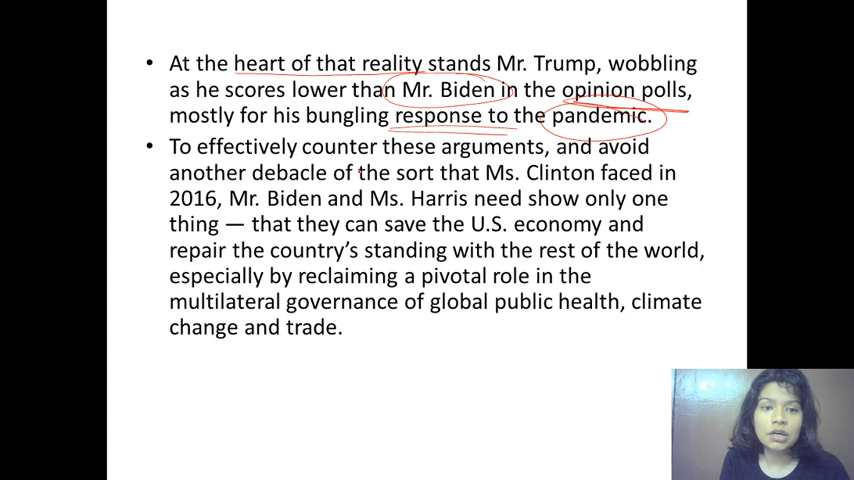 • At the heart of that reality stands Mr. Trump, wobbling
as he scores lower than Mr. Biden in the opinion polls,
mostly for his bungling response to the pandemic.
• To effectively counter these arguments, and avoid
another debacle of the sort that Ms. Clinton faced in
2016, Mr. Biden and Ms. Harris need show only one
thing — that they can save the U.S. economy and
repair the country’s standing with the rest of the world,
especially by reclaiming a pivotal role in the
multilateral governance of global public health, climate
change and trade.